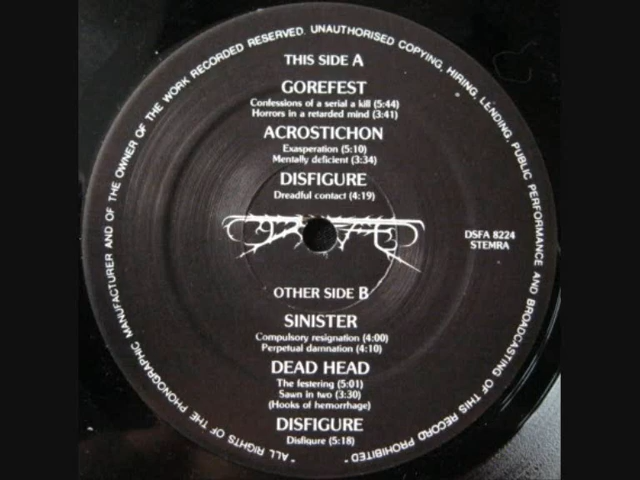 "ALL RIGHTS OF THE PHONOGRAPHIC MANUFACTURER AND OF THE OWNER OF THE WORK RECORDED RESERVED. UNAUTHORISED COPYING, HIRING, LENDING, PUBLIC PERFORMANCE AND BROADCASTING OF THIS RECORD PROHIBITED"
THIS SIDE A
GOREFEST
Confessions of a serial a kill (5:44)
Horrors in a retarded mind (3:41)
ACROSTICHON
Exasperation (5:10)
Mentally deficient (3:34)
DISFIGURE
Dreadful contact (4:19)
DSFA 8224
STEMRA
OTHER SIDE B
SINISTER
Compulsory resignation (4:00)
Perpetual damnation (4:10)
DEAD HEAD
The festering (5:01)
Sawn in two (3:30)
(Hooks of hemorrhage)
DISFIGURE
Disfigure (5:18)